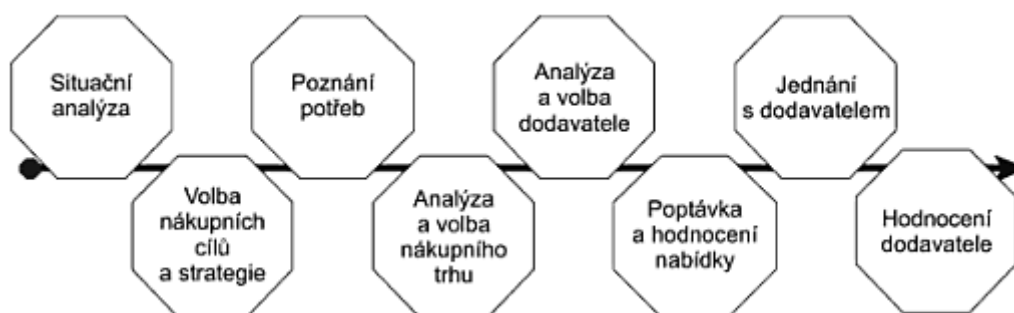 Situační
analýza
Volba
nákupních
cílů
a strategie
Poznání
potřeb
Analýza
a volba
nákupního
trhu
Analýza
a volba
dodavatele
Poptávka
a hodnocení
nabídky
Jednání
s dodavatelem
Hodnocení
dodavatele